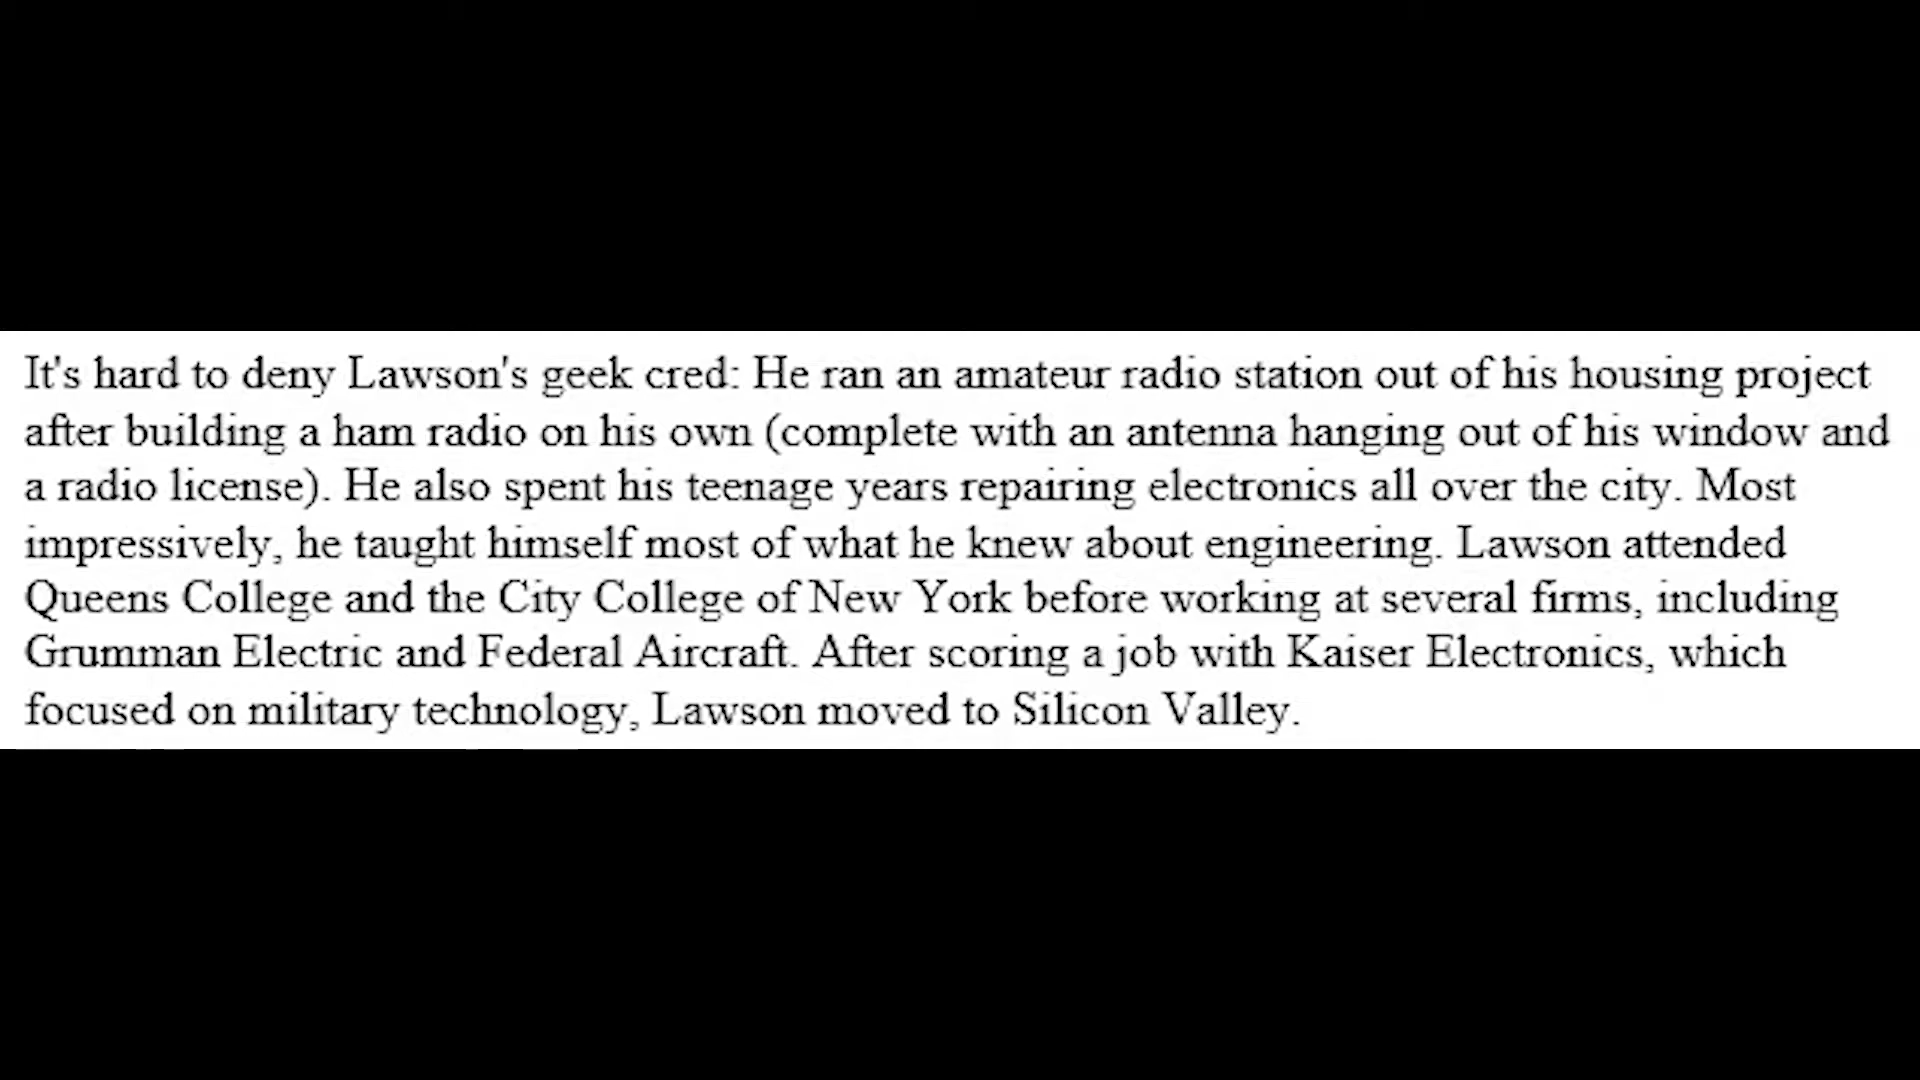 It's hard to deny Lawson's geek cred: He ran an amateur radio station out of his housing project
after building a ham radio on his own (complete with an antenna hanging out of his window and
a radio license). He also spent his teenage years repairing electronics all over the city. Most
impressively, he taught himself most of what he knew about engineering. Lawson attended
Queens College and the City College of New York before working at several firms, including
Grumman Electric and Federal Aircraft. After scoring a job with Kaiser Electronics, which
focused on military technology, Lawson moved to Silicon Valley.